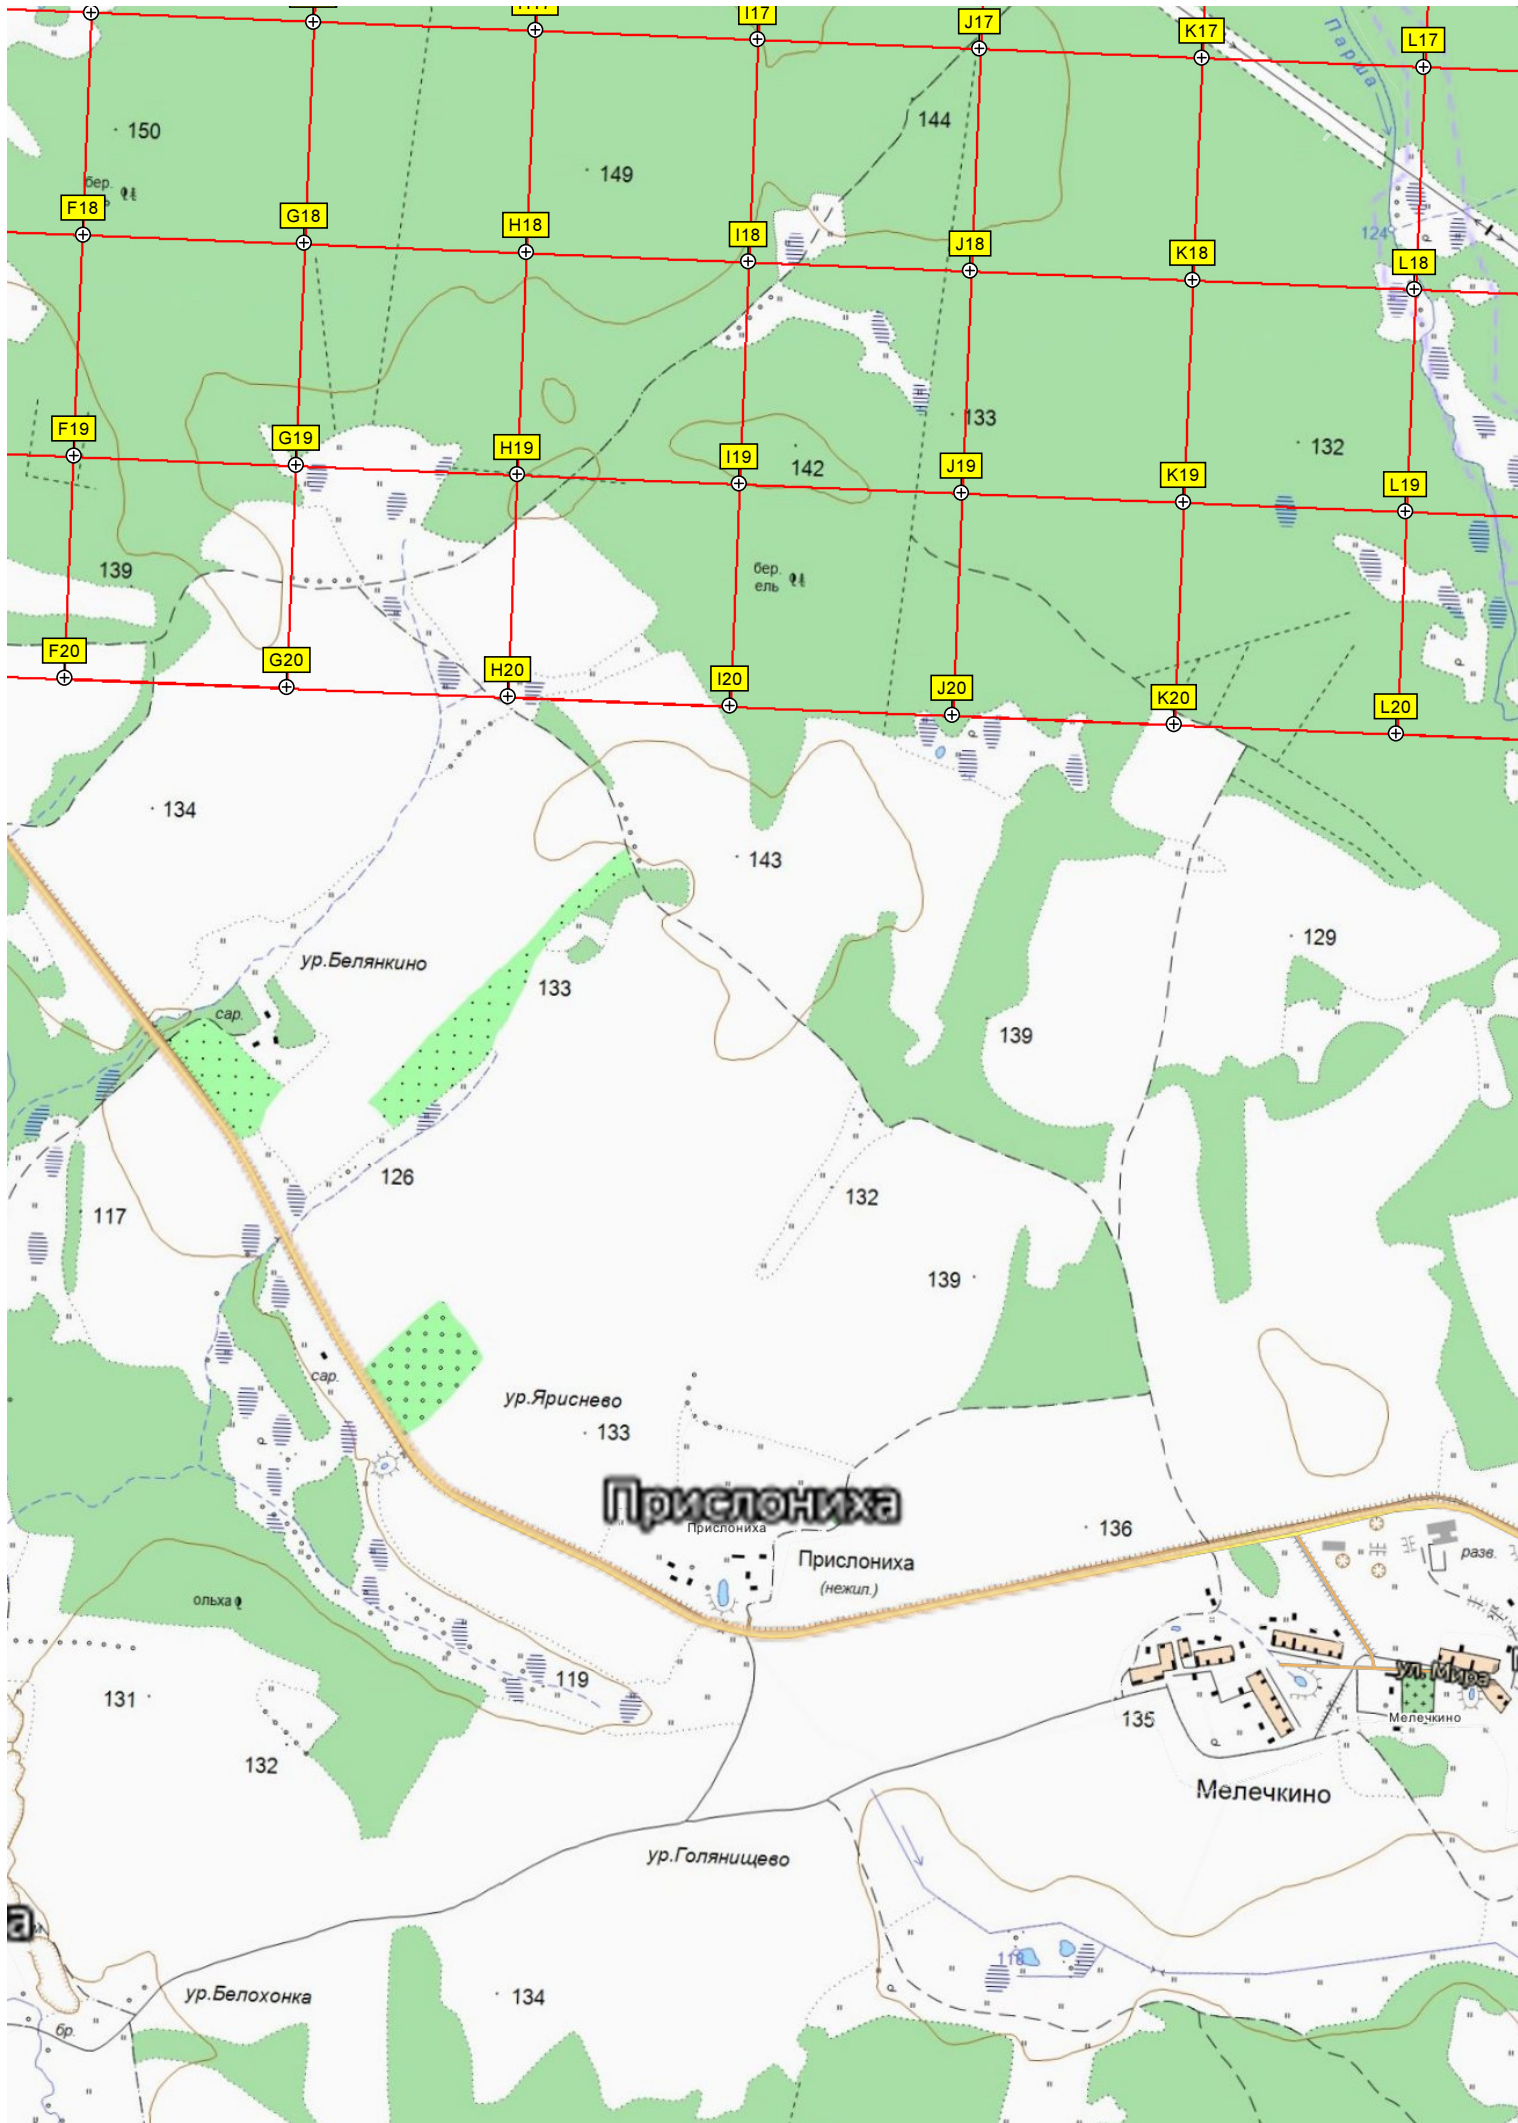 I17
J17
K17
L17
Парша
150
144
149
бер.
F18
G18
H18
I18
J18
K18
L18
124
133
132
F19
G19
H19
I19
142
J19
K19
L19
139
бер.
ель
F20
G20
H20
I20
J20
K20
L20
134
143
129
ур.Белянкино
133
сар.
139
126
132
117
139
сар.
ур.Яриснево
133
Прислониха
Прислониха
136
Прислониха
(нежил.)
разв.
ольха
119
ул. Мира
131
135
Мелечкино
132
Мелечкино
ур.Голянищево
а
118
ур.Белохонка
134
бр.